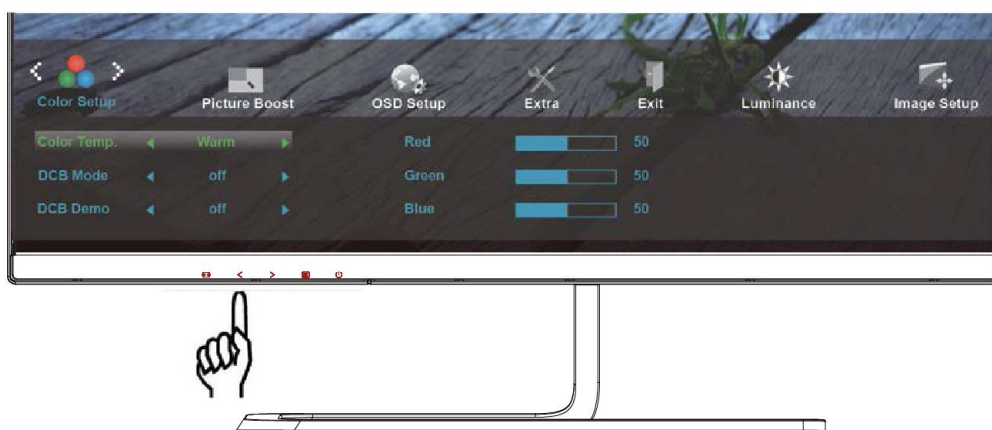 Color Setup Picture Boost OSD Setup Extra Exit Luminance Image Setup
Color Temp. Warm Red 50
DCB Mode off Green 50
DCB Demo off Blue 50